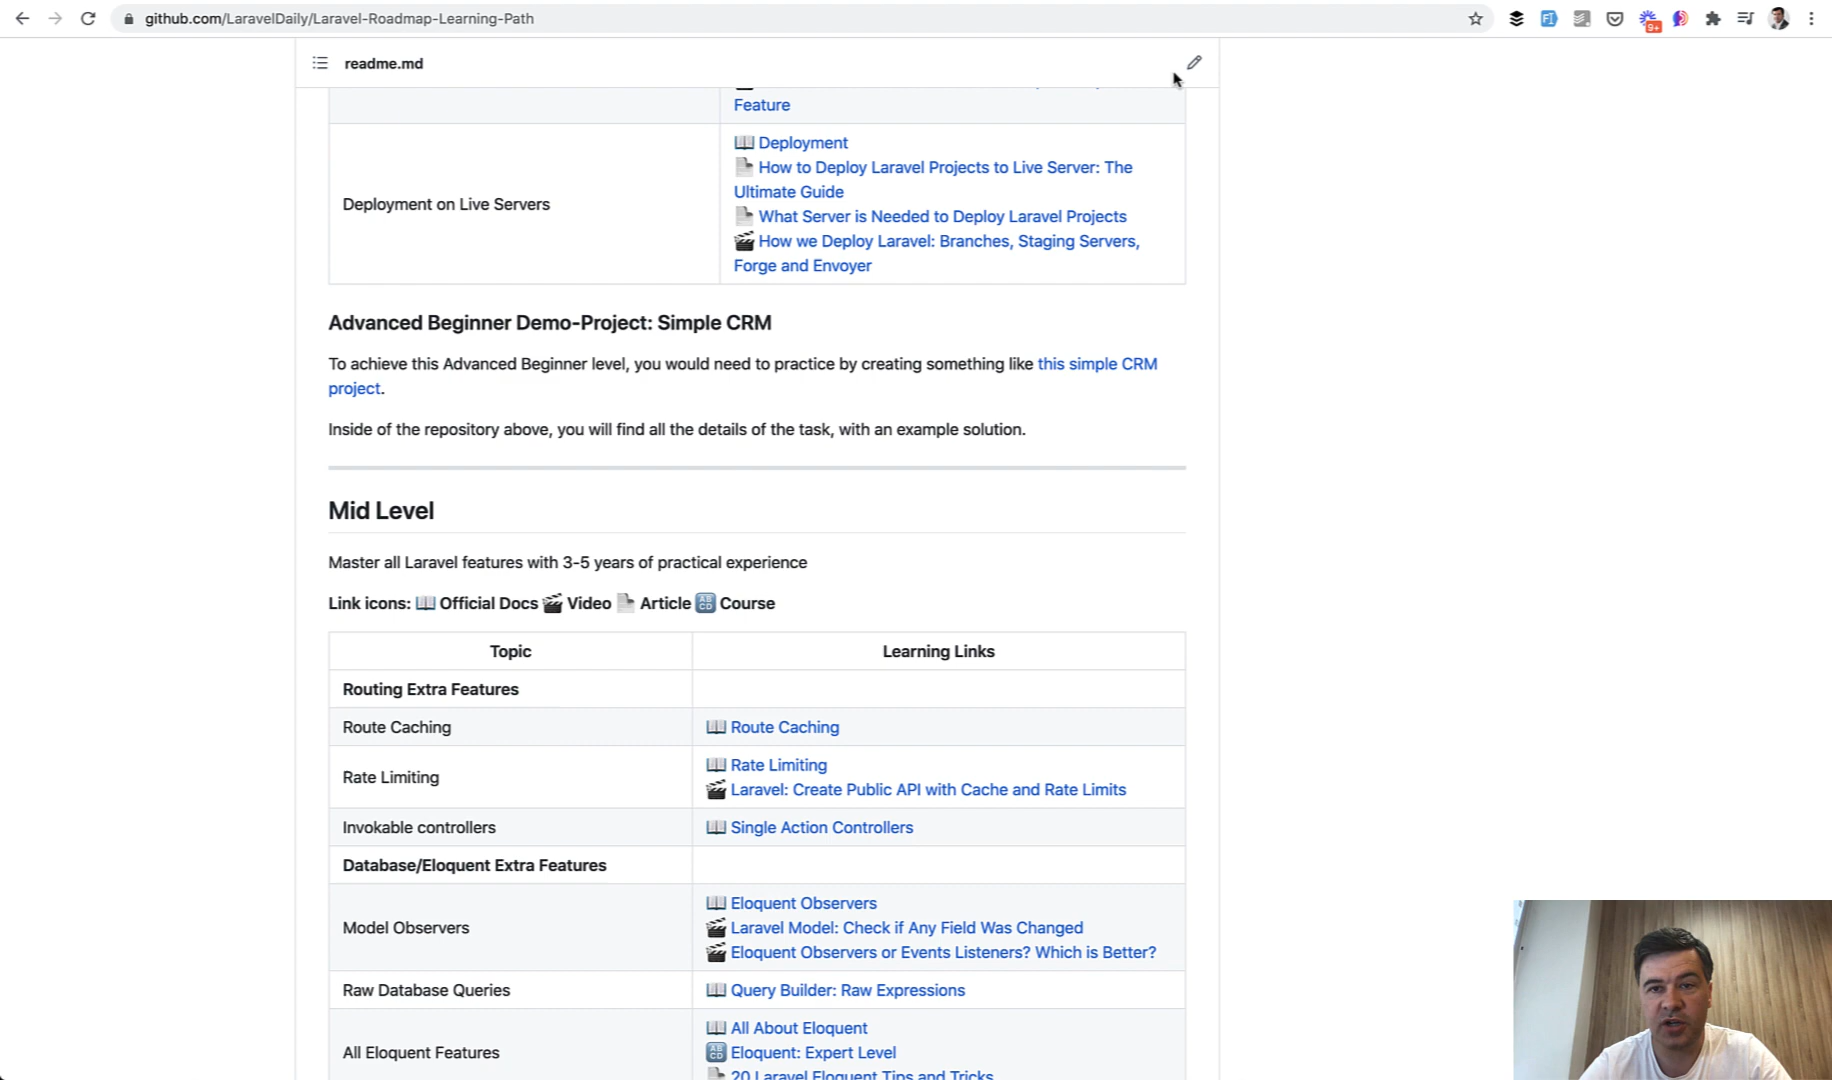 github.com/LaravelDaily/Laravel-Roadmap-Learning-Path
9+
readme.md
Feature
Deployment on Live Servers
Deployment
How to Deploy Laravel Projects to Live Server: The
Ultimate Guide
What Server is Needed to Deploy Laravel Projects
How we Deploy Laravel: Branches, Staging Servers,
Forge and Envoyer
Advanced Beginner Demo-Project: Simple CRM
To achieve this Advanced Beginner level, you would need to practice by creating something like this simple CRM
project.
Inside of the repository above, you will find all the details of the task, with an example solution.
Mid Level
Master all Laravel features with 3-5 years of practical experience
Link icons: Official Docs Video Article Course
Topic Learning Links
Routing Extra Features
Route Caching Route Caching
Rate Limiting
Rate Limiting
Laravel: Create Public API with Cache and Rate Limits
Invokable controllers Single Action Controllers
Database/Eloquent Extra Features
Model Observers
Eloquent Observers
Laravel Model: Check if Any Field Was Changed
Eloquent Observers or Events Listeners? Which is Better?
Raw Database Queries Query Builder: Raw Expressions
All Eloquent Features
All About Eloquent
Eloquent: Expert Level
20 Laravel Eloquent Tips and Tricks